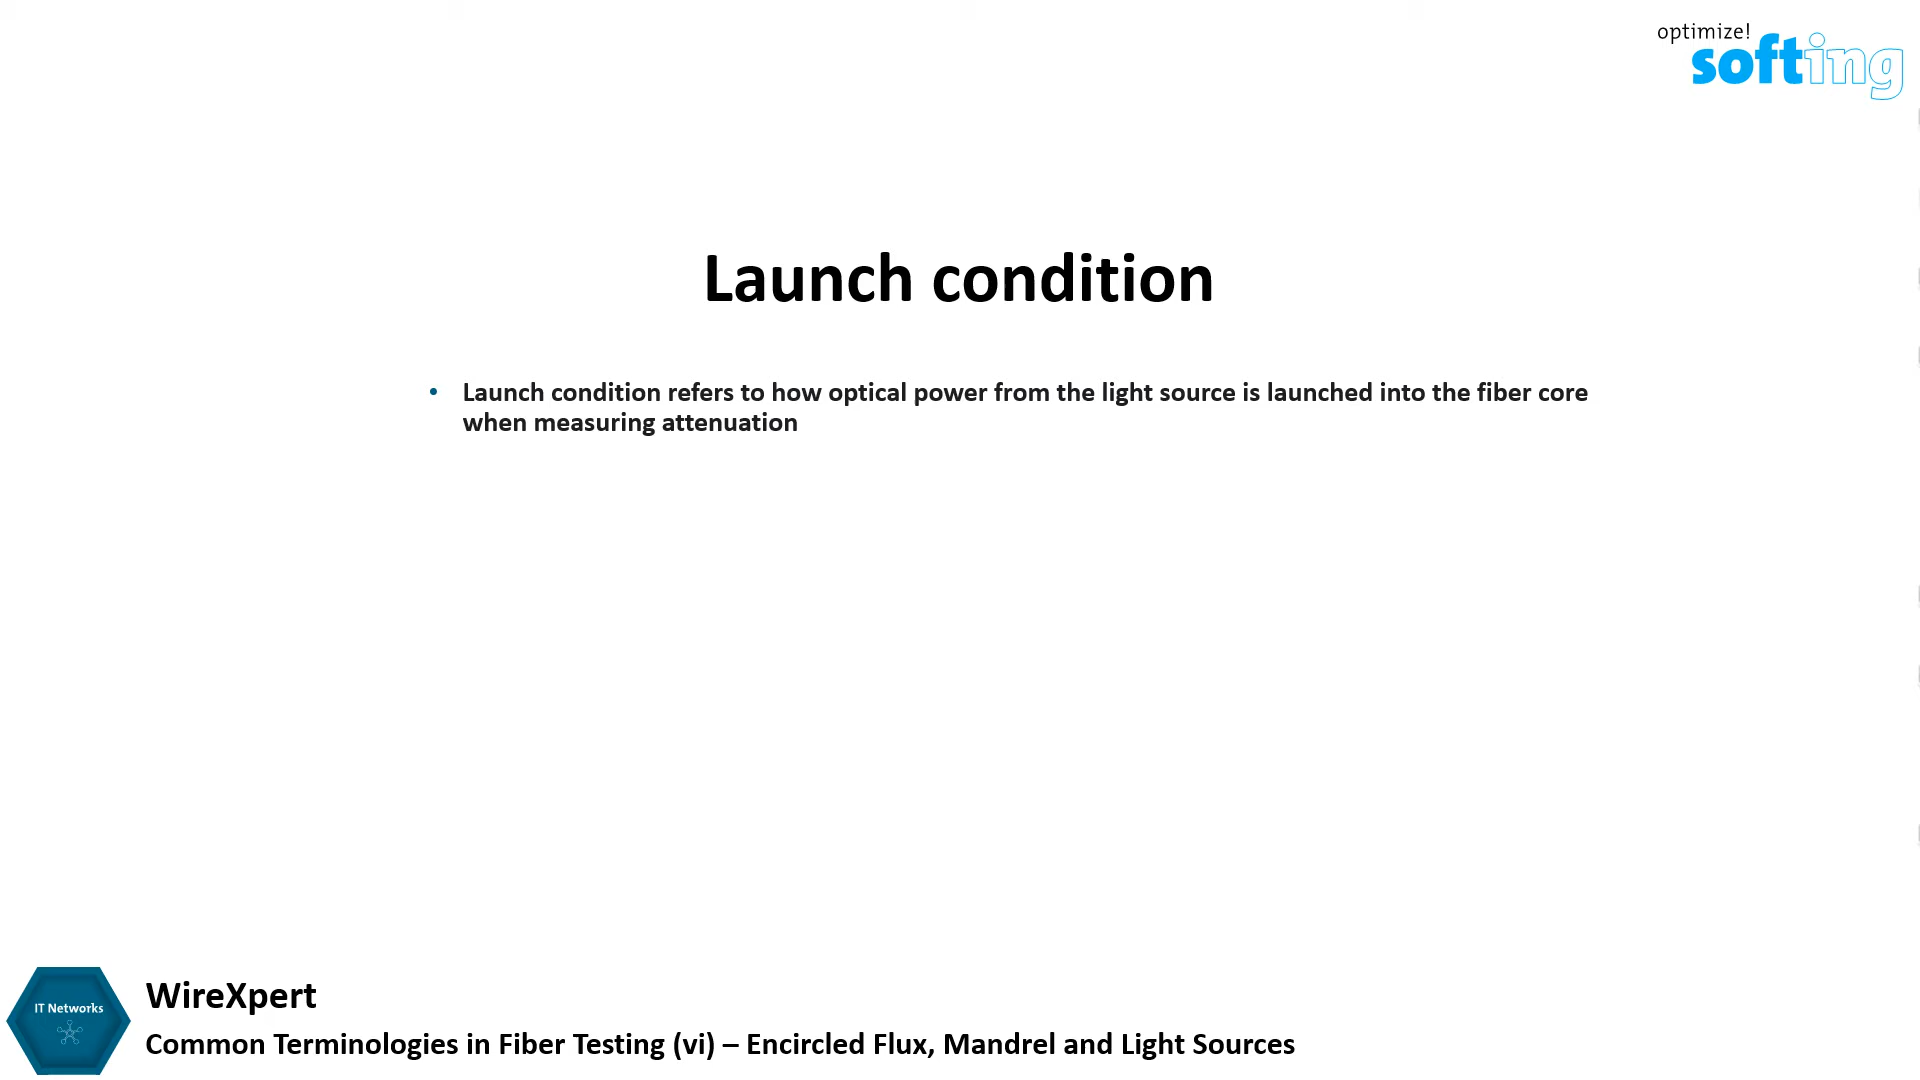 optimize!
softing
Launch condition
• Launch condition refers to how optical power from the light source is launched into the fiber core
when measuring attenuation
IT Networks
WireXpert
Common Terminologies in Fiber Testing (vi) – Encircled Flux, Mandrel and Light Sources